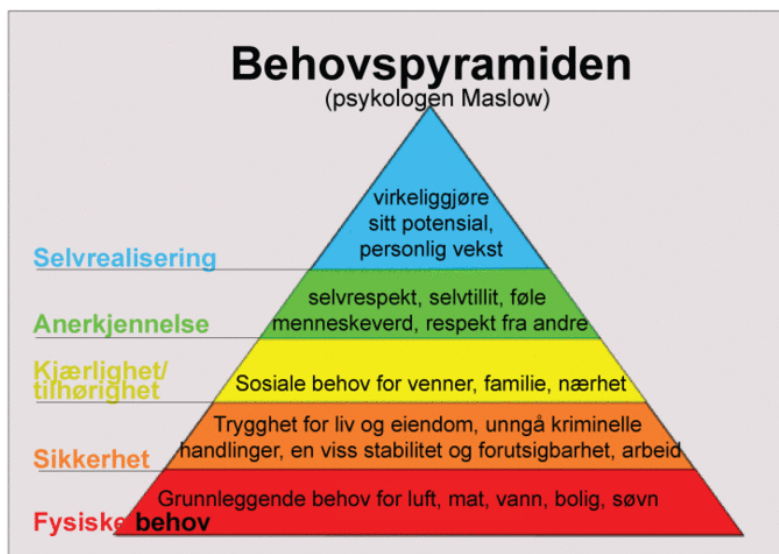 Behovspyramiden
(psykologen Maslow)
virkeliggjøre
sitt potensial,
personlig vekst
Selvrealisering
selvrespekt, selvtillit, føle
menneskeverd, respekt fra andre
Anerkjennelse
Kjærlighet/
tilhørighet
Sosiale behov for venner, familie, nærhet
Trygghet for liv og eiendom, unngå kriminelle
handlinger, en viss stabilitet og forutsigbarhet, arbeid
Sikkerhet
Grunnleggende behov for luft, mat, vann, bolig, søvn
Fysiske behov